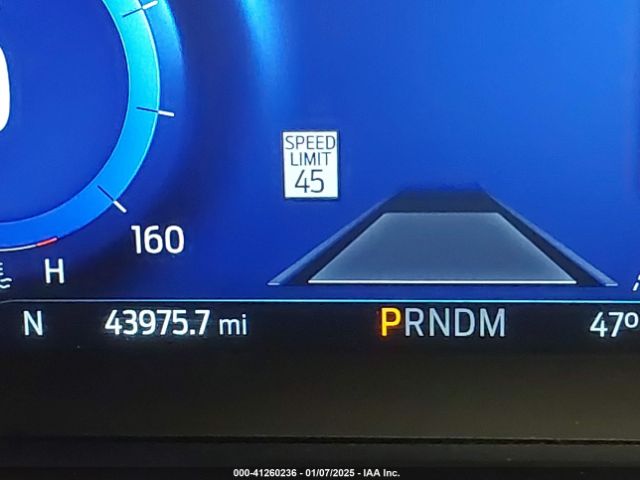 SPEED
LIMIT
45
160
H
N 43975.7 mi PRNDM 47°
000-41260236 - 01/07/2025 - IAA Inc.